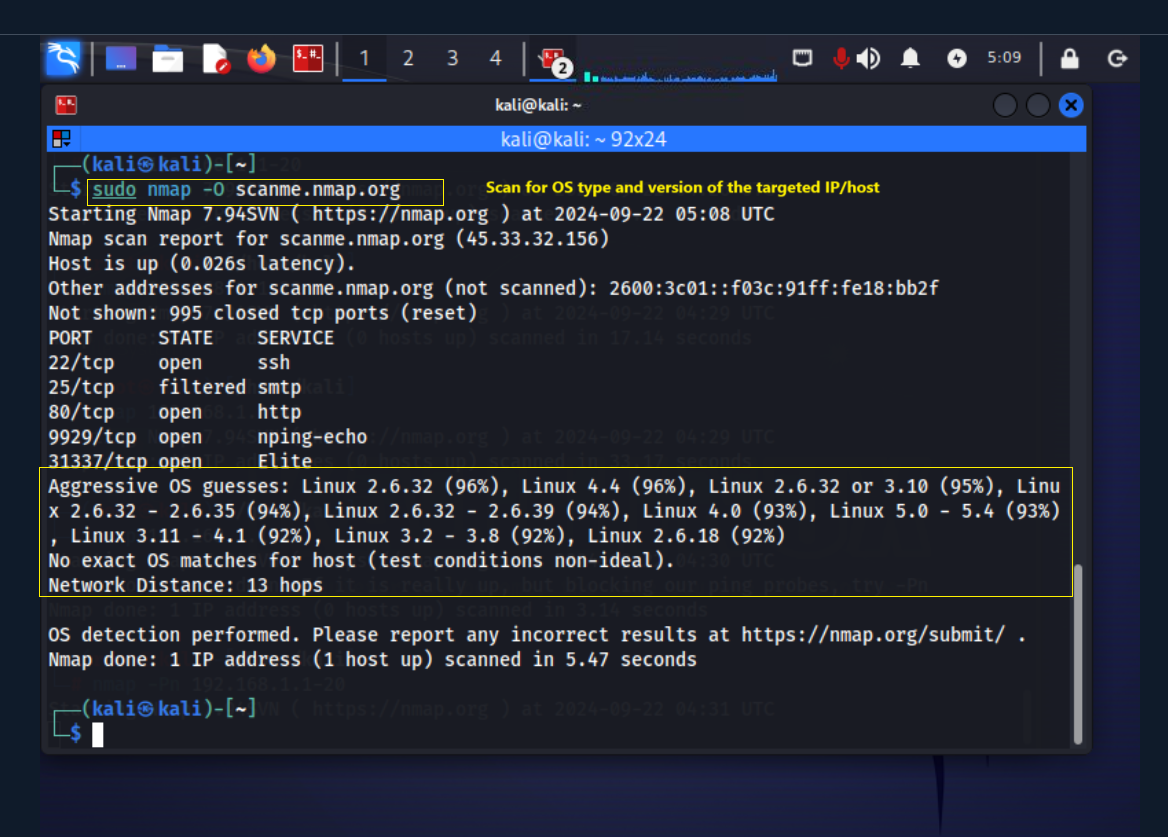 1 2 3 4 2 5:09
kali@kali: ~
kali@kali: ~ 92x24
(kali㉿kali)-[~]
$ sudo nmap -O scanme.nmap.org Scan for OS type and version of the targeted IP/host
Starting Nmap 7.94SVN ( https://nmap.org ) at 2024-09-22 05:08 UTC
Nmap scan report for scanme.nmap.org (45.33.32.156)
Host is up (0.026s latency).
Other addresses for scanme.nmap.org (not scanned): 2600:3c01::f03c:91ff:fe18:bb2f
Not shown: 995 closed tcp ports (reset)
PORT STATE SERVICE
22/tcp open ssh
25/tcp filtered smtp
80/tcp open http
9929/tcp open nping-echo
31337/tcp open Elite
Aggressive OS guesses: Linux 2.6.32 (96%), Linux 4.4 (96%), Linux 2.6.32 or 3.10 (95%), Linu
x 2.6.32 - 2.6.35 (94%), Linux 2.6.32 - 2.6.39 (94%), Linux 4.0 (93%), Linux 5.0 - 5.4 (93%)
, Linux 3.11 - 4.1 (92%), Linux 3.2 - 3.8 (92%), Linux 2.6.18 (92%)
No exact OS matches for host (test conditions non-ideal).
Network Distance: 13 hops
OS detection performed. Please report any incorrect results at https://nmap.org/submit/ .
Nmap done: 1 IP address (1 host up) scanned in 5.47 seconds
(kali㉿kali)-[~]
$